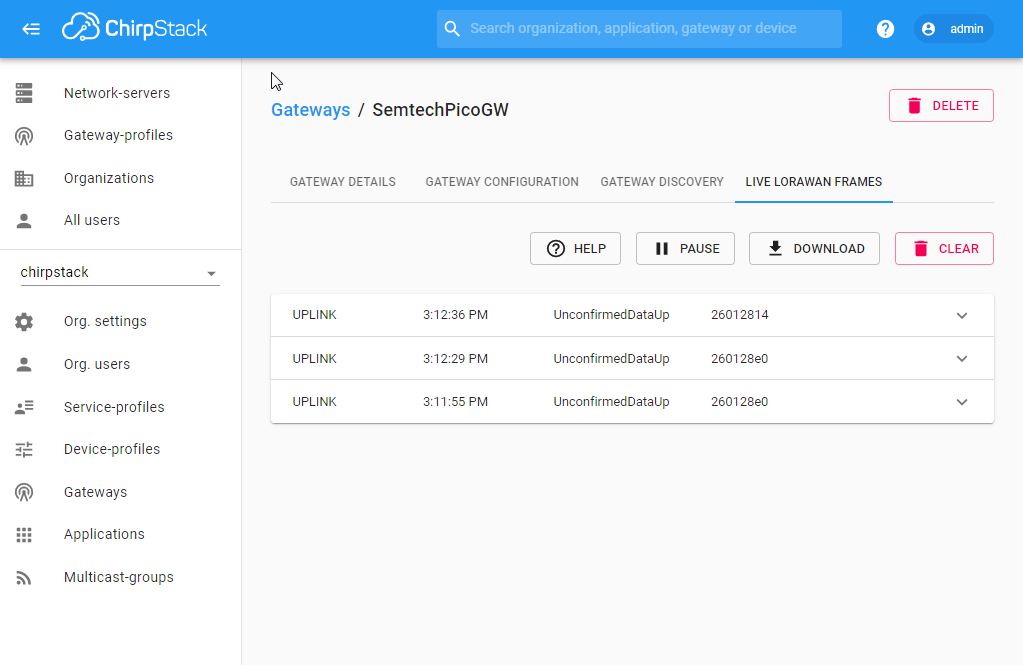 ChirpStack
Search organization, application, gateway or device
admin
Network-servers
Gateway-profiles
Organizations
All users
chirpstack
Org. settings
Org. users
Service-profiles
Device-profiles
Gateways
Applications
Multicast-groups
Gateways / SemtechPicoGW
DELETE
GATEWAY DETAILS GATEWAY CONFIGURATION GATEWAY DISCOVERY LIVE LORAWAN FRAMES
HELP PAUSE DOWNLOAD CLEAR
UPLINK 3:12:36 PM UnconfirmedDataUp 26012814
UPLINK 3:12:29 PM UnconfirmedDataUp 260128e0
UPLINK 3:11:55 PM UnconfirmedDataUp 260128e0